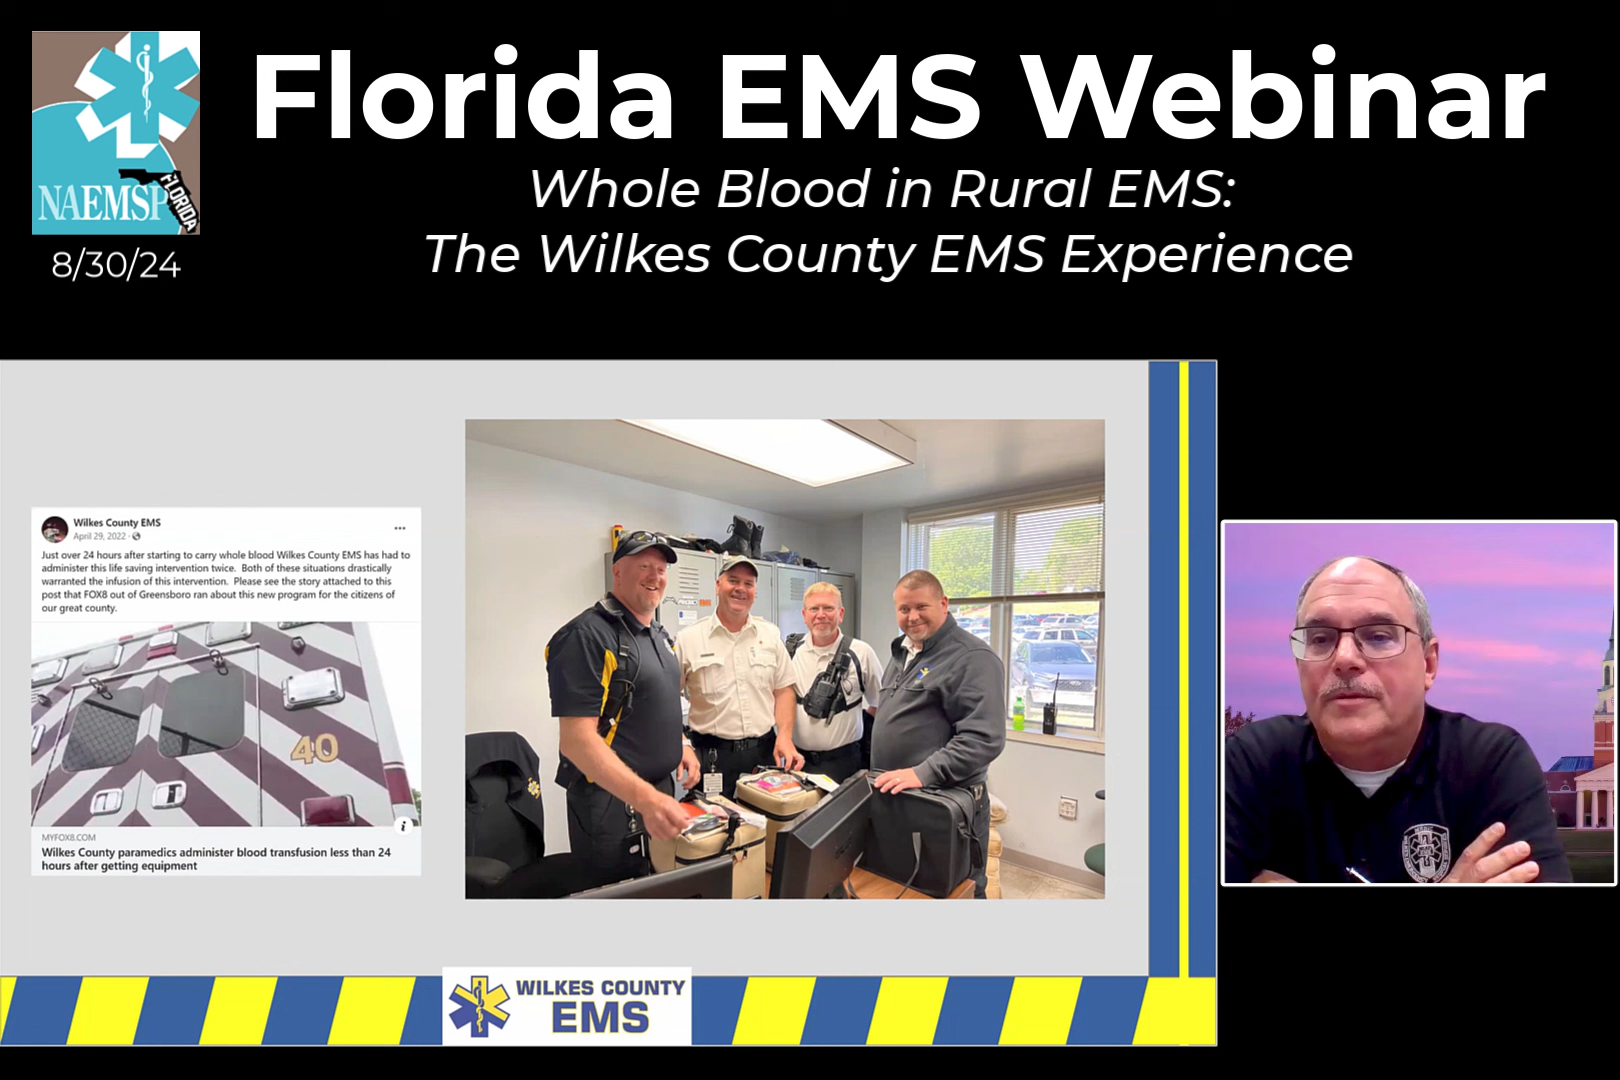 Florida EMS Webinar
Whole Blood in Rural EMS:
The Wilkes County EMS Experience
NAEMSP
FLORIDA
8/30/24
Wilkes County EMS
April 29, 2022 ·
Just over 24 hours after starting to carry whole blood Wilkes County EMS has had to
administer this life saving intervention twice. Both of these situations drastically
warranted the infusion of this intervention. Please see the story attached to this
post that FOX8 out of Greensboro ran about this new program for the citizens of
our great county.
40
MYFOX8.COM
Wilkes County paramedics administer blood transfusion less than 24
hours after getting equipment
WILKES COUNTY
EMS